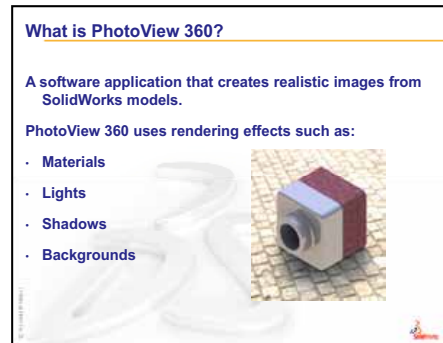 What is PhotoView 360?
A software application that creates realistic images from
SolidWorks models.
PhotoView 360 uses rendering effects such as:
· Materials
· Lights
· Shadows
· Backgrounds
SolidWorks